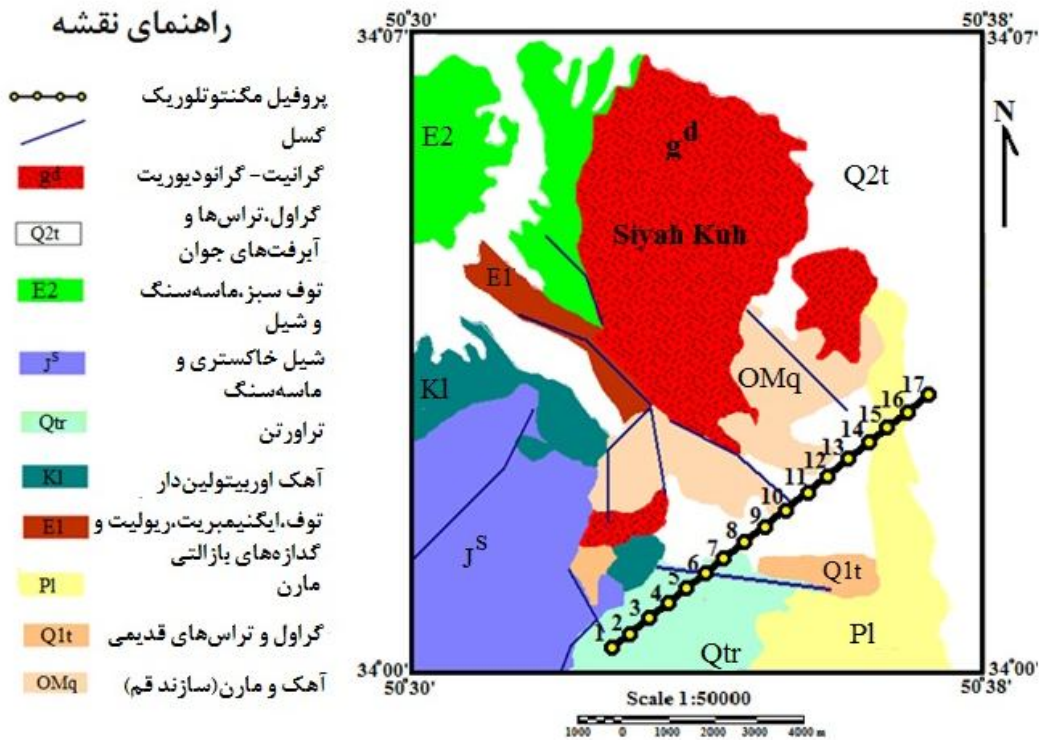 راهنمای نقشه
پروفیل مگنتوتلوریک
گسل
gd
گرانیت- گرانودیوریت
Q2t
گراول،تراس‌ها و
آبرفت‌های جوان
E2
توف سبز،ماسه‌سنگ
و شیل
Jˢ
شیل خاکستری و
ماسه‌سنگ
Qtr
تراورتن
Kl
آهک اوربیتولین‌دار
E1
توف،ایگنیمبریت،ریولیت و
گدازه‌های بازالتی
Pl
مارن
Q1t
گراول و تراس‌های قدیمی
OMq
آهک و مارن(سازند قم)
50°30'
50°38'
34°07'
34°07'
N
E2
gᵈ
Q2t
Siyah Kuh
E1
OMq
Kl
Jˢ
17
16
15
14
13
12
11
10
9
8
7
6
5
4
3
2
1
Q1t
Qtr
Pl
34°00'
34°00'
50°30'
50°38'
Scale 1:50000
1000 0 1000 2000 3000 4000 m